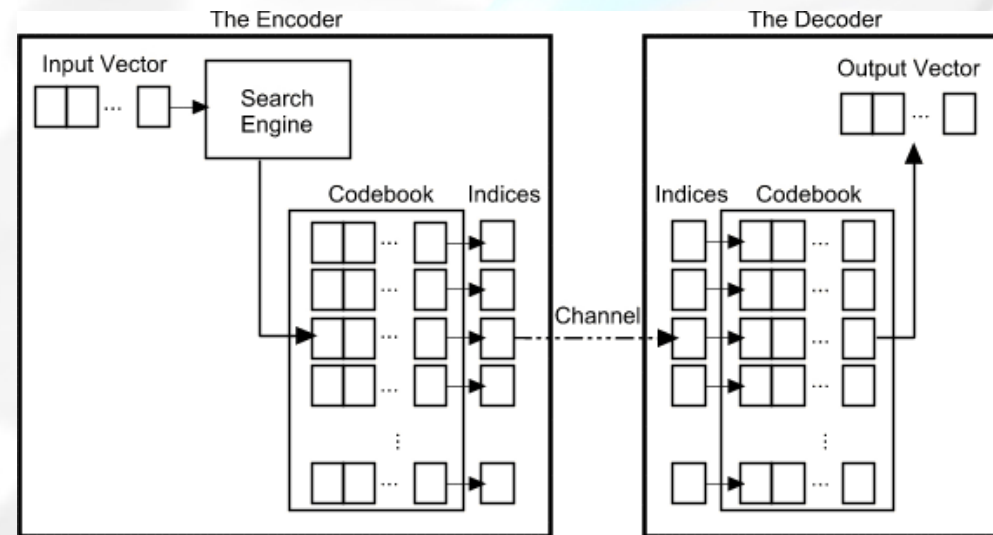 The Encoder
Input Vector
...
Search
Engine
Codebook
Indices
...
...
...
...
...
...
Channel
The Decoder
Output Vector
...
Indices
Codebook
...
...
...
...
...
...